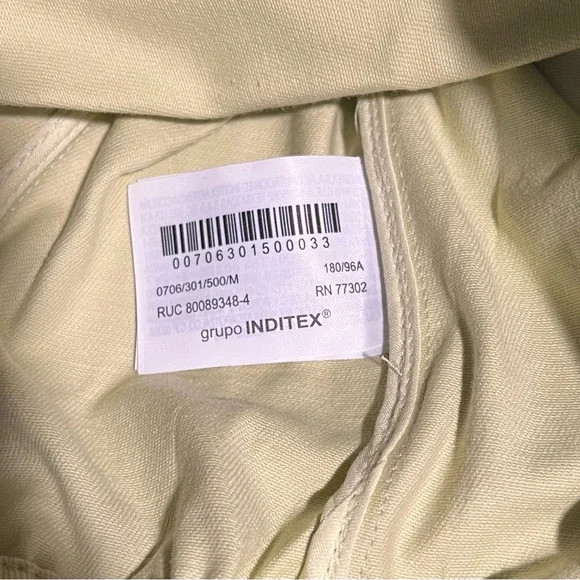 00706301500033
0706/301/500/M
180/96A
RUC 80089348-4
RN 77302
grupo INDITEX®